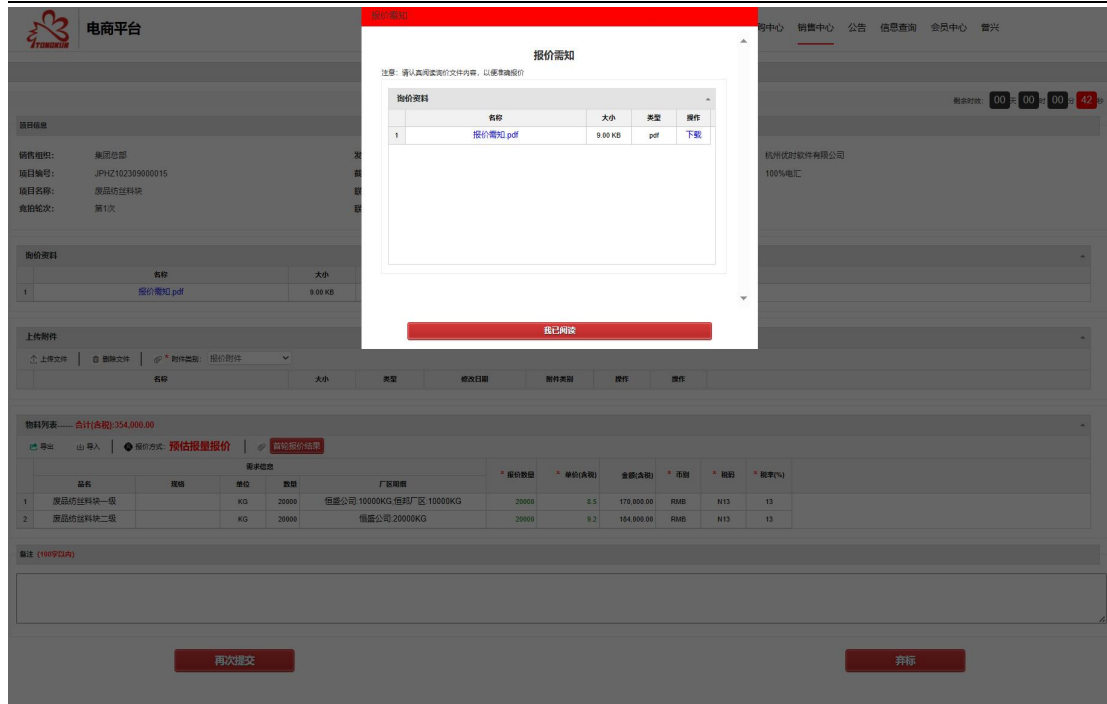 TONGKUN
电商平台
购中心 销售中心 公告 信息查询 会员中心 普兴
报价需知
报价需知
注意：请认真阅读询价文件内容，以便准确报价
询价资料
名称 大小 类型 操作
1 报价需知.pdf 9.00 KB pdf 下载
我已阅读
剩余时效: 00 天 00 时 00 分 42 秒
项目信息
销售组织: 集团总部 发 杭州优时软件有限公司
项目编号: JPHZ102309000015 截 100%电汇
项目名称: 废品纺丝料块 联
竞拍轮次: 第1次 联
询价资料
名称 大小
1 报价需知.pdf 9.00 KB
上传附件
上传文件 删除文件 * 附件类别: 报价附件
名称 大小 类型 修改日期 附件类别 操作 操作
物料列表----- 合计(含税):354,000.00
导出 导入 报价方式: 预估报量报价 首轮报价结果
需求信息 * 报价数量 * 单价(含税) 金额(含税) * 币别 * 税码 * 税率(%)
品名 规格 单位 数量 厂区明细
1 废品纺丝料块一级 KG 20000 恒盛公司:10000KG;恒邦厂区:10000KG 20000 8.5 170,000.00 RMB N13 13
2 废品纺丝料块二级 KG 20000 恒盛公司:20000KG 20000 9.2 184,000.00 RMB N13 13
备注 (100字以内)
再次提交 弃标